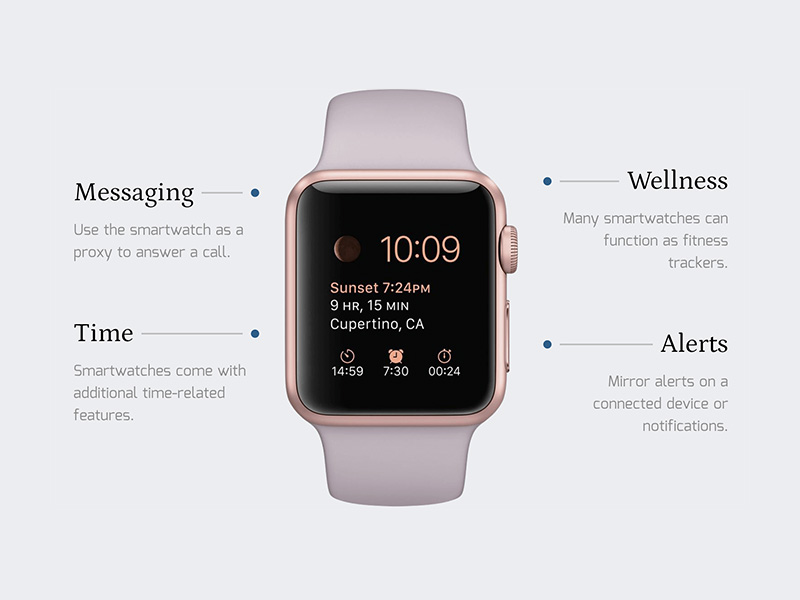 Messaging
Use the smartwatch as a
proxy to answer a call.
Time
Smartwatches come with
additional time-related
features.
10:09
Sunset 7:24PM
9 HR, 15 MIN
Cupertino, CA
14:59 7:30 00:24
Wellness
Many smartwatches can
function as fitness
trackers.
Alerts
Mirror alerts on a
connected device or
notifications.